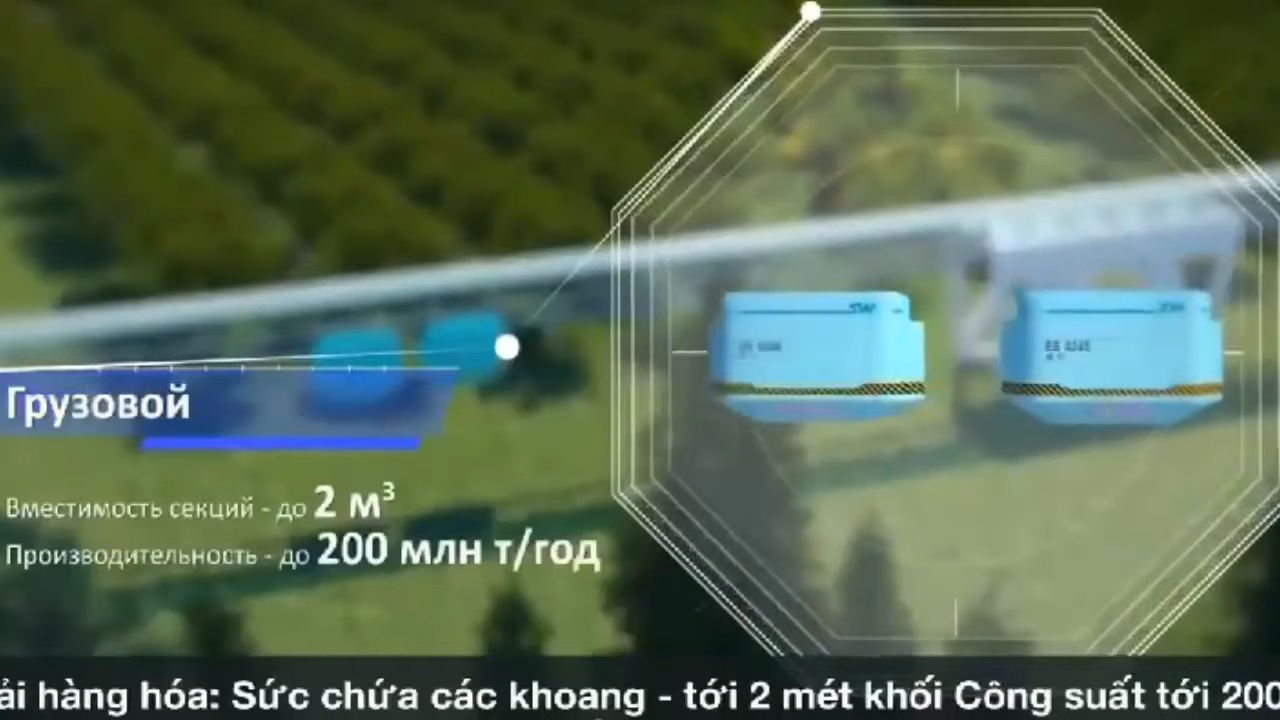 Грузовой
Вместимость секций - до 2 м³
Производительность - до 200 млн т/год
ải hàng hóa: Sức chứa các khoang - tới 2 mét khối Công suất tới 200